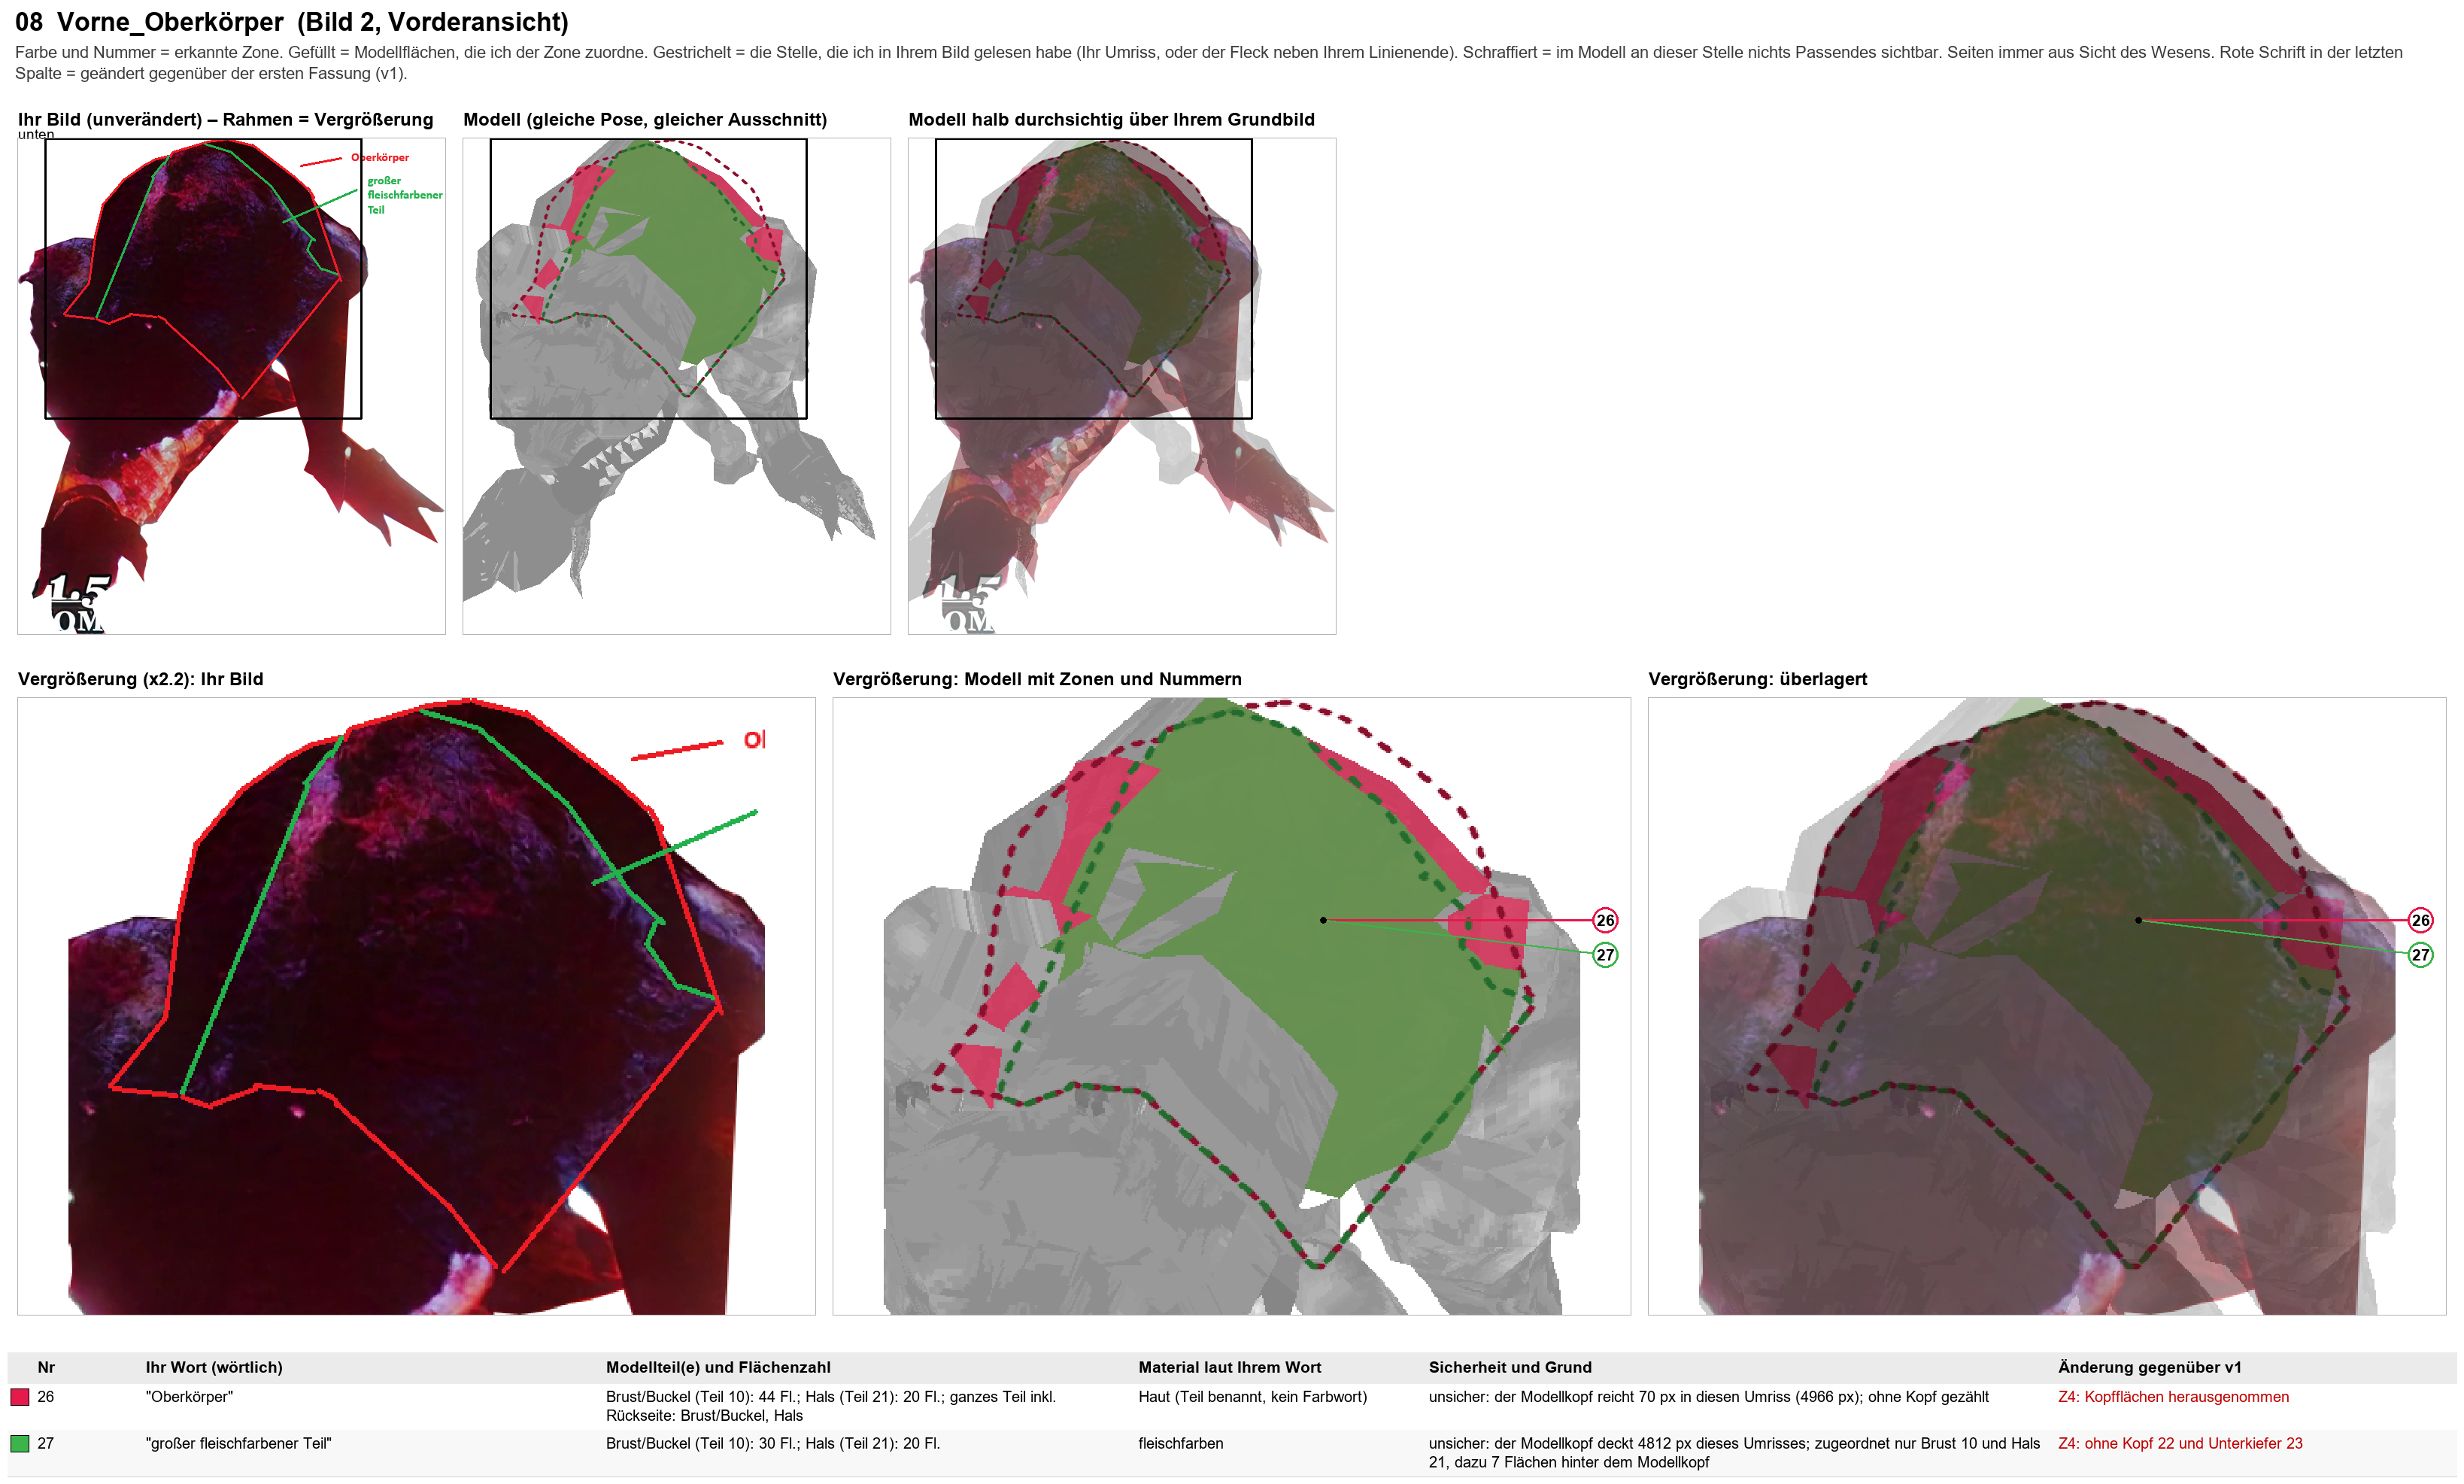 08 Vorne_Oberkörper (Bild 2, Vorderansicht)
Farbe und Nummer = erkannte Zone. Gefüllt = Modellflächen, die ich der Zone zuordne. Gestrichelt = die Stelle, die ich in Ihrem Bild gelesen habe (Ihr Umriss, oder der Fleck neben Ihrem Linienende). Schraffiert = im Modell an dieser Stelle nichts Passendes sichtbar. Seiten immer aus Sicht des Wesens. Rote Schrift in der letzten
Spalte = geändert gegenüber der ersten Fassung (v1).
Ihr Bild (unverändert) – Rahmen = Vergrößerung
Modell (gleiche Pose, gleicher Ausschnitt)
Modell halb durchsichtig über Ihrem Grundbild
unten
Oberkörper
großer
fleischfarbener
Teil
1.5
OM
1.5
OM
Vergrößerung (x2.2): Ihr Bild
Vergrößerung: Modell mit Zonen und Nummern
Vergrößerung: überlagert
26
27
26
27
Nr Ihr Wort (wörtlich) Modellteil(e) und Flächenzahl Material laut Ihrem Wort Sicherheit und Grund Änderung gegenüber v1
26 "Oberkörper" Brust/Buckel (Teil 10): 44 Fl.; Hals (Teil 21): 20 Fl.; ganzes Teil inkl. Haut (Teil benannt, kein Farbwort) unsicher: der Modellkopf reicht 70 px in diesen Umriss (4966 px); ohne Kopf gezählt Z4: Kopfflächen herausgenommen
Rückseite: Brust/Buckel, Hals
27 "großer fleischfarbener Teil" Brust/Buckel (Teil 10): 30 Fl.; Hals (Teil 21): 20 Fl. fleischfarben unsicher: der Modellkopf deckt 4812 px dieses Umrisses; zugeordnet nur Brust 10 und Hals Z4: ohne Kopf 22 und Unterkiefer 23
21, dazu 7 Flächen hinter dem Modellkopf